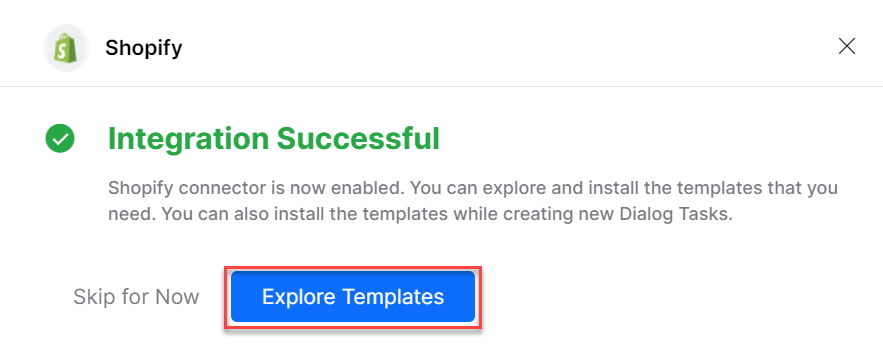 Shopify
Integration Successful
Shopify connector is now enabled. You can explore and install the templates that you
need. You can also install the templates while creating new Dialog Tasks.
Skip for Now
Explore Templates